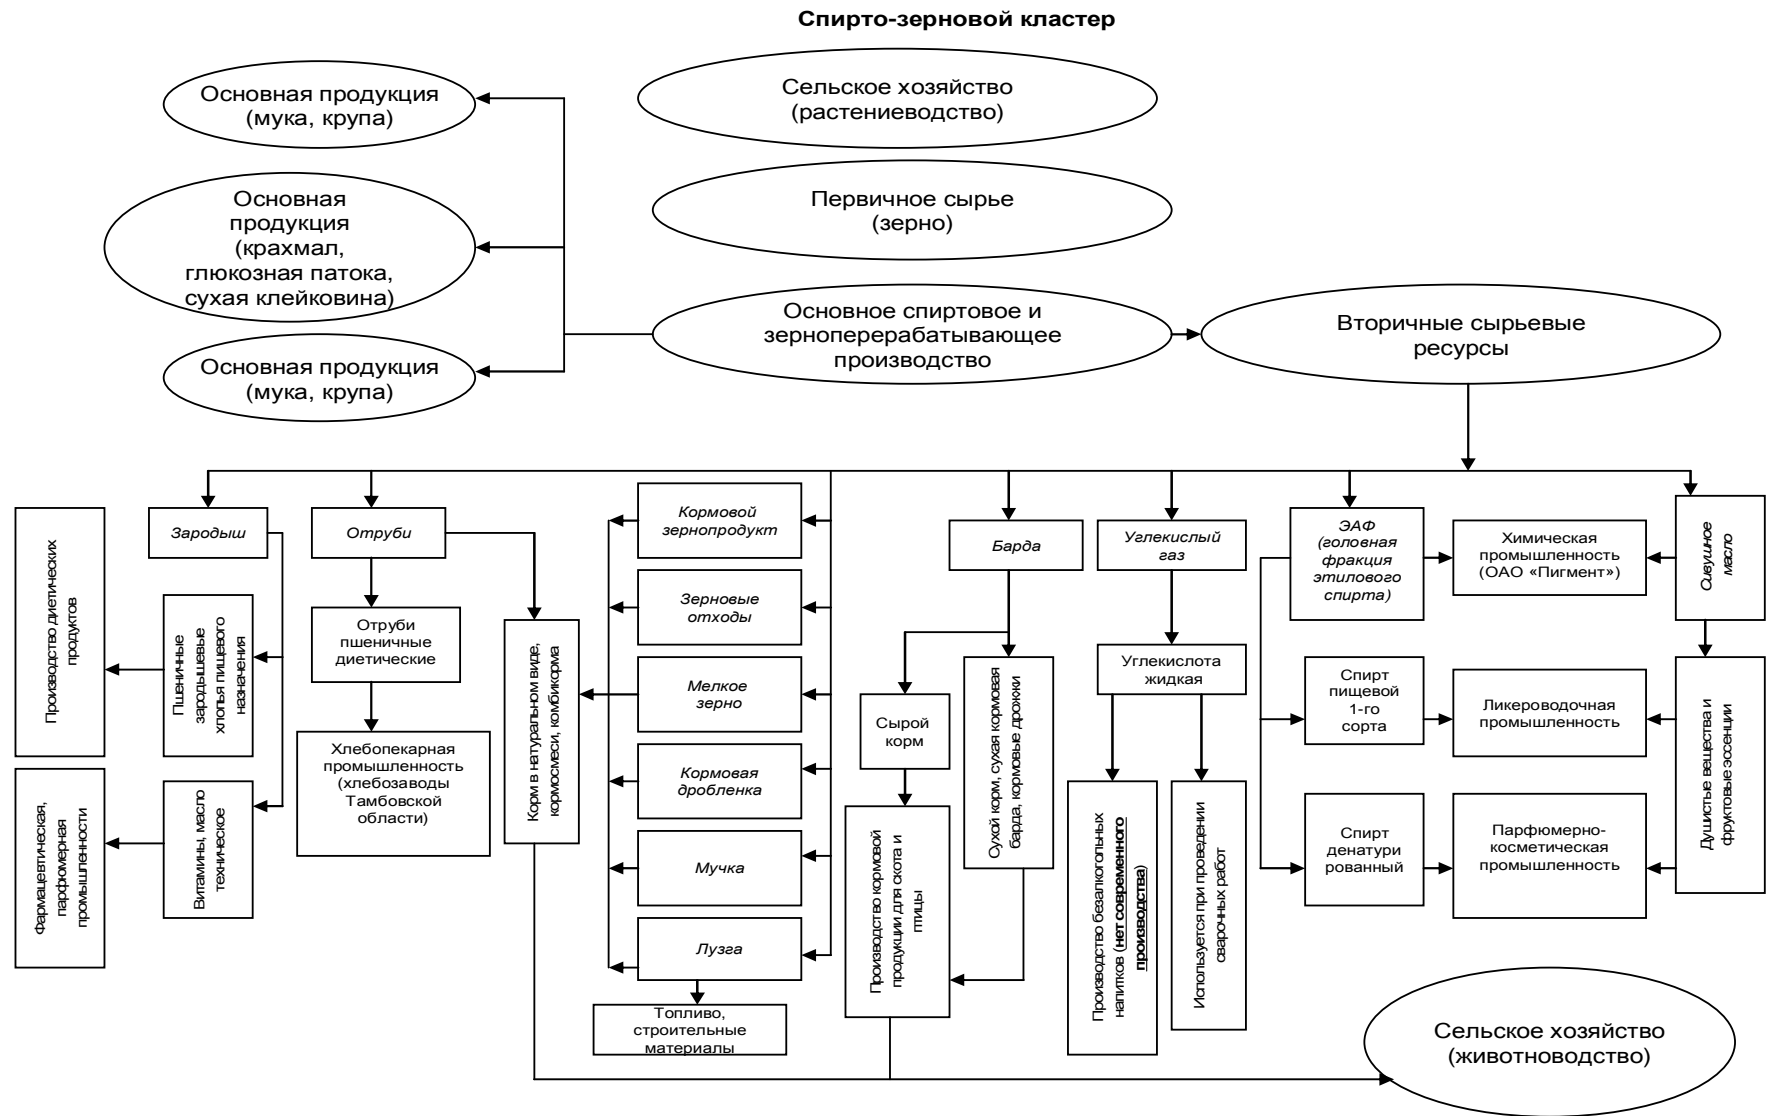 Спирто-зерновой кластер
Основная продукция
(мука, крупа)
Сельское хозяйство
(растениеводство)
Основная
продукция
(крахмал,
глюкозная патока,
сухая клейковина)
Первичное сырье
(зерно)
Основная продукция
(мука, крупа)
Основное спиртовое и
зерноперерабатывающее
производство
Вторичные сырьевые
ресурсы
Производство диетических
продуктов
Зародыш
Пшеничные
зародышевые
хлопья пищевого
назначения
Фармацевтическая,
парфюмерная
промышленности
Витамины, масло
техническое
Отруби
Отруби
пшеничные
диетические
Хлебопекарная
промышленность
(хлебозаводы
Тамбовской
области)
Корм в натуральном виде,
кормосмеси, комбикорма
Кормовой
зернопродукт
Зерновые
отходы
Мелкое
зерно
Кормовая
дробленка
Мучка
Лузга
Топливо,
строительные
материалы
Барда
Сырой
корм
Сухой корм, сухая кормовая
барда, кормовые дрожжи
Производство кормовой
продукции для скота и
птицы
Углекислый
газ
Углекислота
жидкая
Производство безалкогольных
напитков (нет современного
производства)
Используется при проведении
сварочных работ
ЭАФ
(головная
фракция
этилового
спирта)
Химическая
промышленность
(ОАО «Пигмент»)
Сивушное
масло
Спирт
пищевой
1-го
сорта
Ликероводочная
промышленность
Душистые вещества и
фруктовые эссенции
Спирт
денатури
рованный
Парфюмерно-
косметическая
промышленность
Сельское хозяйство
(животноводство)